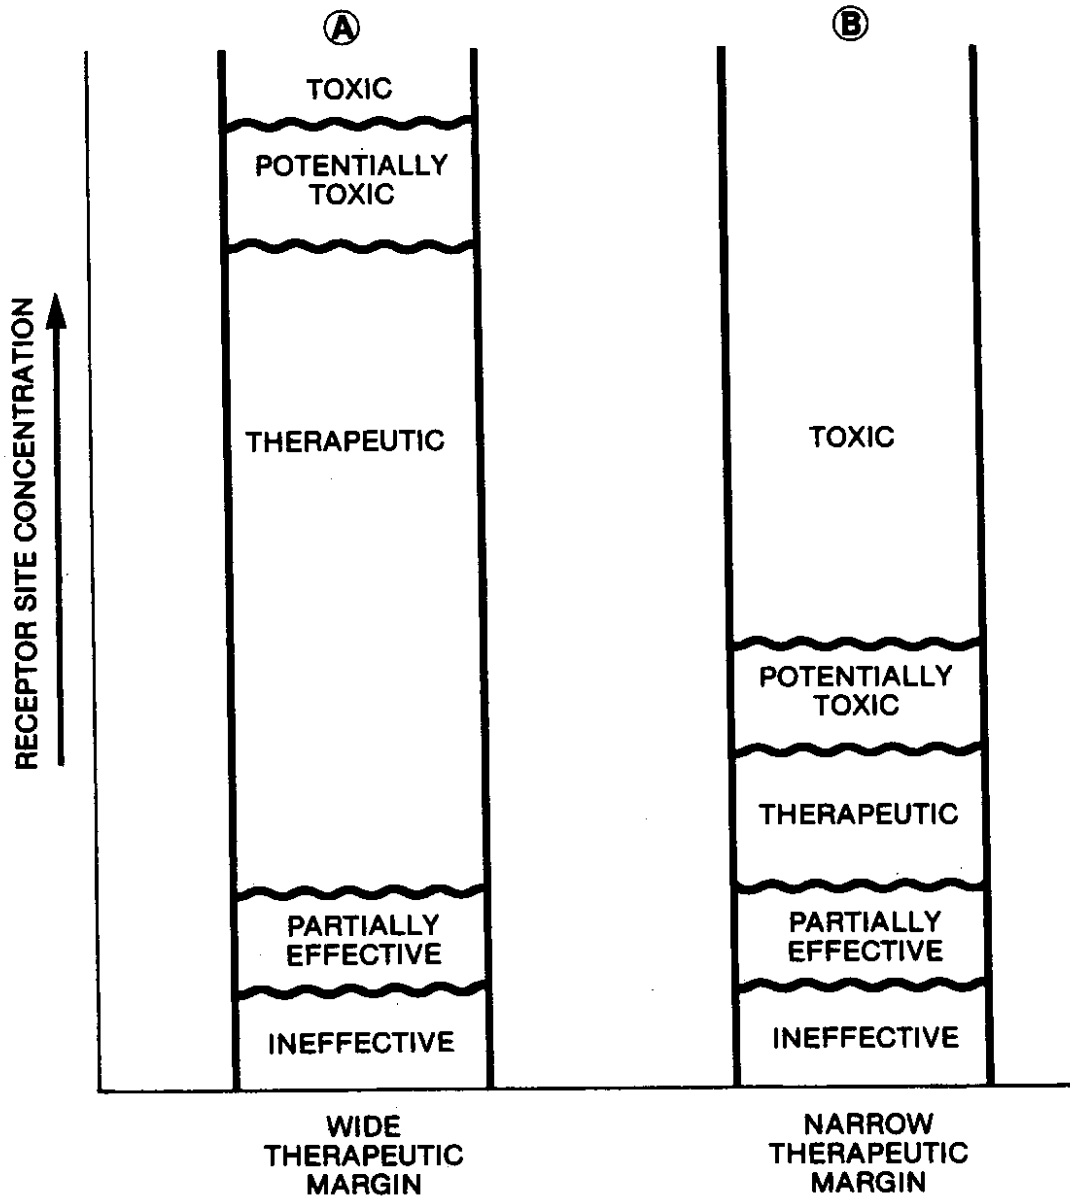 Ⓐ
TOXIC
POTENTIALLY
TOXIC
THERAPEUTIC
PARTIALLY
EFFECTIVE
INEFFECTIVE
WIDE
THERAPEUTIC
MARGIN
Ⓑ
TOXIC
POTENTIALLY
TOXIC
THERAPEUTIC
PARTIALLY
EFFECTIVE
INEFFECTIVE
NARROW
THERAPEUTIC
MARGIN
RECEPTOR SITE CONCENTRATION